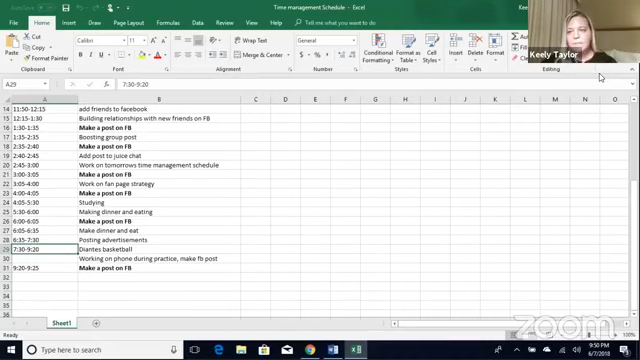 AutoSave
Time management Schedule - Excel
Kee
File Home Insert Draw Page Layout Formulas Data Review View Help Tell me what you want to do
Cut
Copy
Format Painter
Calibri 11
Wrap Text
Merge & Center
General
Conditional Formatting
Format as Table
Cell Styles
Insert Delete Format
Clipboard Font Alignment Number Styles Cells Editing
Keely Taylor
A29 7:30-9:20
A B C D E F G H I J K L M N O
14 11:50-12:15 add friends to facebook
15 12:15-1:30 Building relationships with new friends on FB
16 1:30-1:35 Make a post on FB
17 1:35-2:35 Boosting group post
18 2:35-2:40 Make a post on FB
19 2:40-2:45 Add post to juice chat
20 2:45-3:00 Work on tomorrows time management schedule
21 3:00-3:05 Make a post on FB
22 3:05-4:00 Work on fan page strategy
23 4:00-4:05 Make a post on FB
24 4:05-5:30 Studying
25 5:30-6:00 Making dinner and eating
26 6:00-6:05 Make a post on FB
27 6:05-6:35 Make dinner and eat
28 6:35-7:30 Posting advertisements
29 7:30-9:20 Diantes basketball
30 Working on phone during practice, make fb post
31 9:20-9:25 Make a post on FB
32
33
34
35
36
Sheet1
Ready
zoom
Type here to search
9:50 PM
6/7/2018